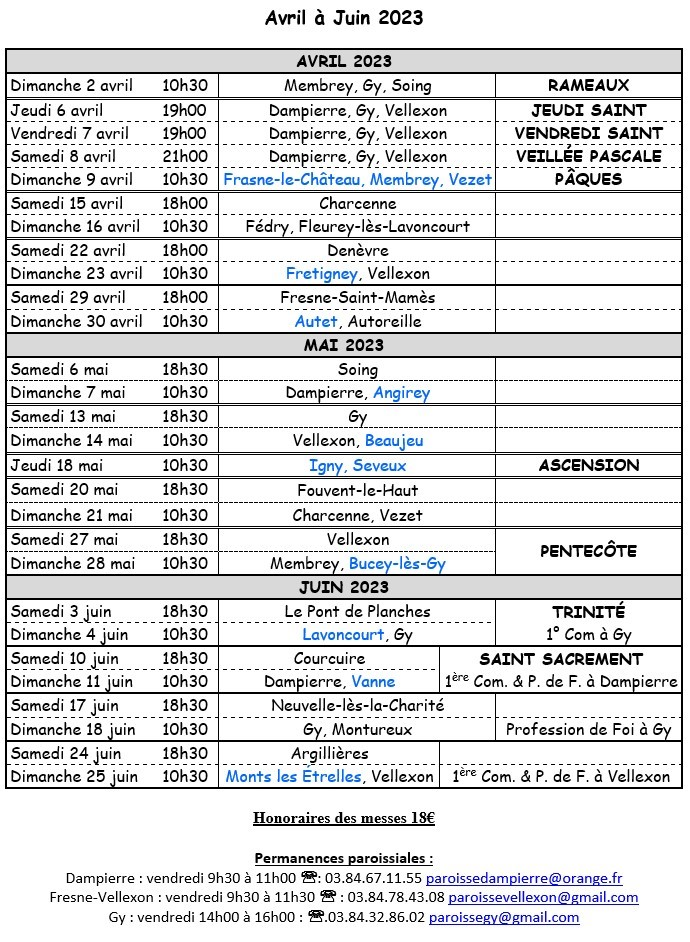 Avril à Juin 2023
AVRIL 2023
Dimanche 2 avril 10h30 Membrey, Gy, Soing RAMEAUX
Jeudi 6 avril 19h00 Dampierre, Gy, Vellexon JEUDI SAINT
Vendredi 7 avril 19h00 Dampierre, Gy, Vellexon VENDREDI SAINT
Samedi 8 avril 21h00 Dampierre, Gy, Vellexon VEILLÉE PASCALE
Dimanche 9 avril 10h30 Frasne-le-Château, Membrey, Vezet PÂQUES
Samedi 15 avril 18h00 Charcenne
Dimanche 16 avril 10h30 Fédry, Fleurey-lès-Lavoncourt
Samedi 22 avril 18h00 Denèvre
Dimanche 23 avril 10h30 Fretigney, Vellexon
Samedi 29 avril 18h00 Fresne-Saint-Mamès
Dimanche 30 avril 10h30 Autet, Autoreille
MAI 2023
Samedi 6 mai 18h30 Soing
Dimanche 7 mai 10h30 Dampierre, Angirey
Samedi 13 mai 18h30 Gy
Dimanche 14 mai 10h30 Vellexon, Beaujeu
Jeudi 18 mai 10h30 Igny, Seveux ASCENSION
Samedi 20 mai 18h30 Fouvent-le-Haut
Dimanche 21 mai 10h30 Charcenne, Vezet
Samedi 27 mai 18h30 Vellexon PENTECÔTE
Dimanche 28 mai 10h30 Membrey, Bucey-lès-Gy
JUIN 2023
Samedi 3 juin 18h30 Le Pont de Planches TRINITÉ
Dimanche 4 juin 10h30 Lavoncourt, Gy 1° Com à Gy
Samedi 10 juin 18h30 Courcuire SAINT SACREMENT
Dimanche 11 juin 10h30 Dampierre, Vanne 1ère Com. & P. de F. à Dampierre
Samedi 17 juin 18h30 Neuvelle-lès-la-Charité
Dimanche 18 juin 10h30 Gy, Montureux Profession de Foi à Gy
Samedi 24 juin 18h30 Argillières
Dimanche 25 juin 10h30 Monts les Étrelles, Vellexon 1ère Com. & P. de F. à Vellexon
Honoraires des messes 18€
Permanences paroissiales :
Dampierre : vendredi 9h30 à 11h00 ☎: 03.84.67.11.55 paroissedampierre@orange.fr
Fresne-Vellexon : vendredi 9h30 à 11h30 ☎ : 03.84.78.43.08 paroissevellexon@gmail.com
Gy : vendredi 14h00 à 16h00 : ☎.03.84.32.86.02 paroissegy@gmail.com